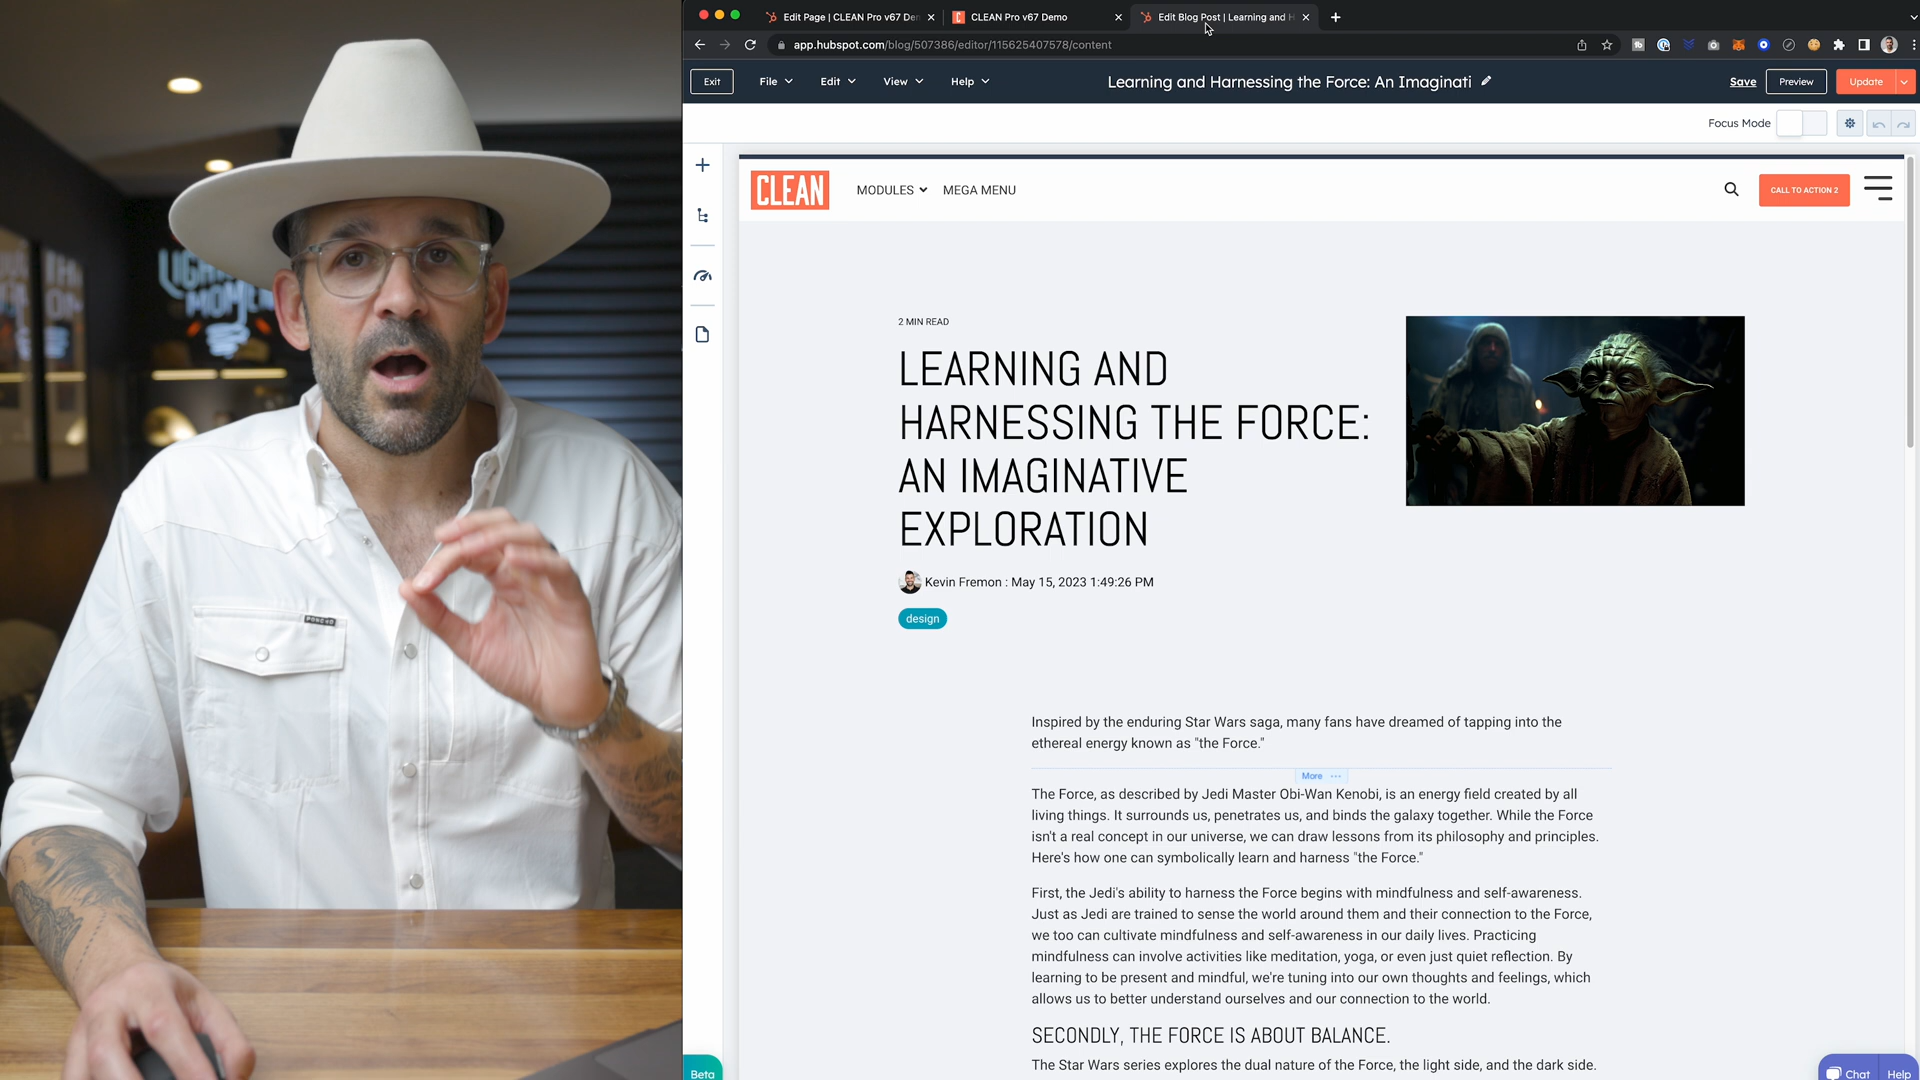 Edit Page | CLEAN Pro v67 De
CLEAN Pro v67 Demo
Edit Blog Post | Learning and H
app.hubspot.com/blog/507386/editor/115625407578/content
Exit
File
Edit
View
Help
Learning and Harnessing the Force: An Imaginati
Save
Preview
Update
Focus Mode
CLEAN
MODULES
MEGA MENU
CALL TO ACTION 2
2 MIN READ
LEARNING AND
HARNESSING THE FORCE:
AN IMAGINATIVE
EXPLORATION
Kevin Fremon : May 15, 2023 1:49:26 PM
design
Inspired by the enduring Star Wars saga, many fans have dreamed of tapping into the
ethereal energy known as "the Force."
More
The Force, as described by Jedi Master Obi-Wan Kenobi, is an energy field created by all
living things. It surrounds us, penetrates us, and binds the galaxy together. While the Force
isn't a real concept in our universe, we can draw lessons from its philosophy and principles.
Here's how one can symbolically learn and harness "the Force."
First, the Jedi's ability to harness the Force begins with mindfulness and self-awareness.
Just as Jedi are trained to sense the world around them and their connection to the Force,
we too can cultivate mindfulness and self-awareness in our daily lives. Practicing
mindfulness can involve activities like meditation, yoga, or even just quiet reflection. By
learning to be present and mindful, we're tuning into our own thoughts and feelings, which
allows us to better understand ourselves and our connection to the world.
SECONDLY, THE FORCE IS ABOUT BALANCE.
The Star Wars series explores the dual nature of the Force, the light side, and the dark side.
Beta
Chat
Help
PONCHO